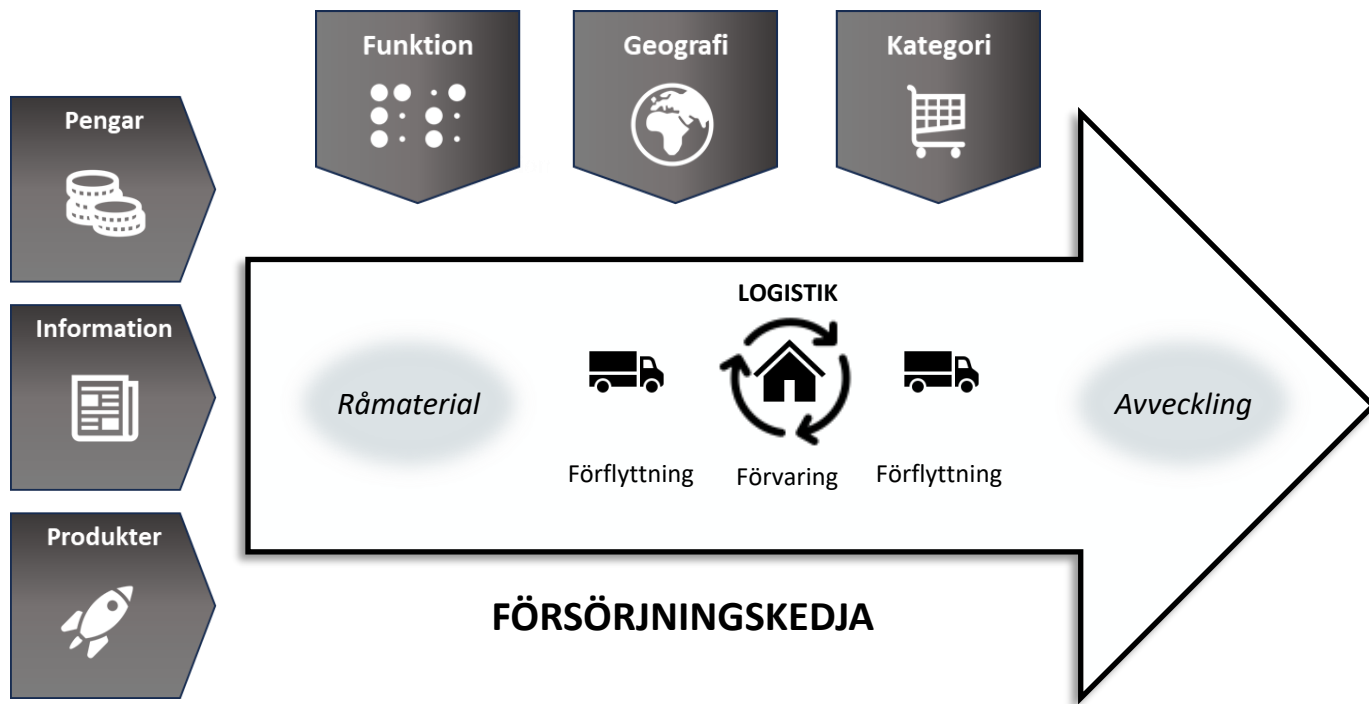 Funktion
Geografi
Kategori
Pengar
Information
Produkter
LOGISTIK
Råmaterial
Avveckling
Förflyttning
Förvaring
Förflyttning
FÖRSÖRJNINGSKEDJA